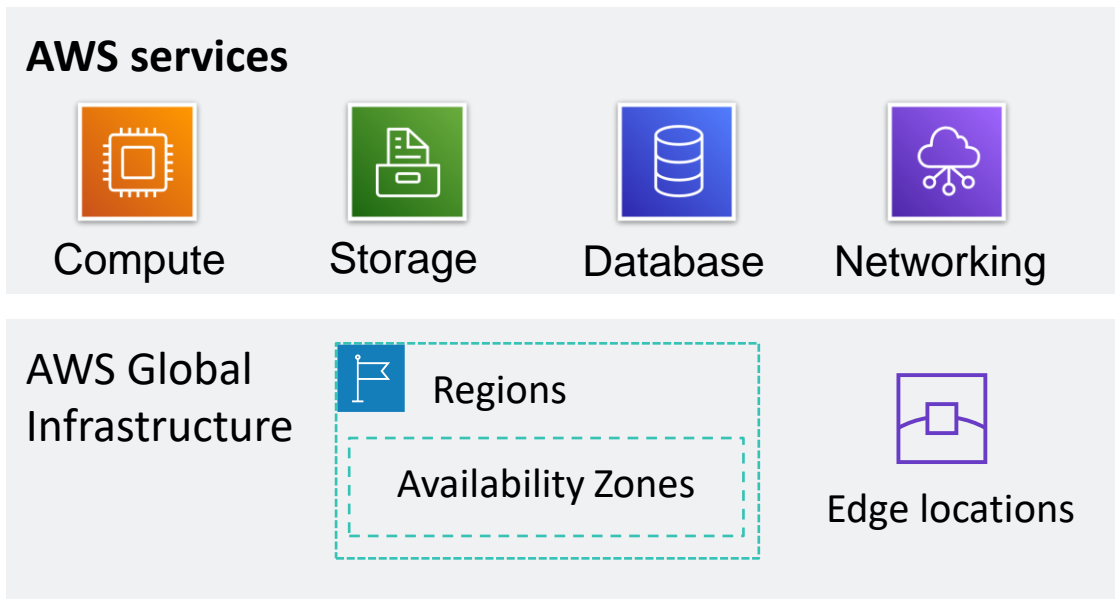 AWS services
Compute
Storage
Database
Networking
AWS Global
Infrastructure
Regions
Availability Zones
Edge locations